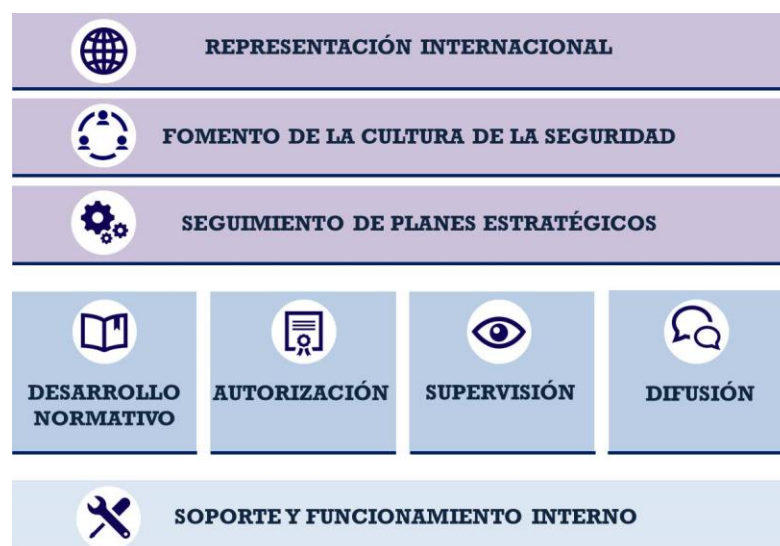 REPRESENTACIÓN INTERNACIONAL
FOMENTO DE LA CULTURA DE LA SEGURIDAD
SEGUIMIENTO DE PLANES ESTRATÉGICOS
DESARROLLO
NORMATIVO
AUTORIZACIÓN
SUPERVISIÓN
DIFUSIÓN
SOPORTE Y FUNCIONAMIENTO INTERNO